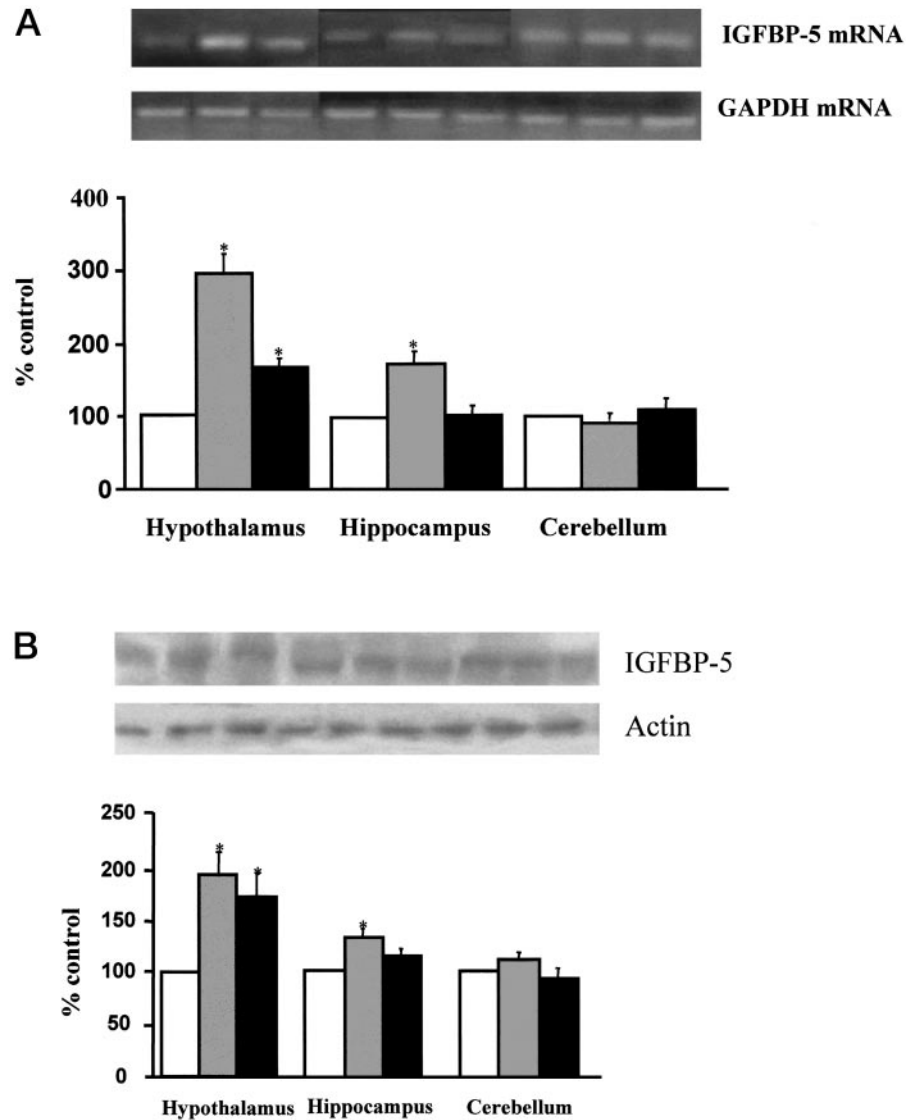 A
IGFBP-5 mRNA
GAPDH mRNA
400
300
200
100
0
% control
*
*
*
Hypothalamus Hippocampus Cerebellum
B
IGFBP-5
Actin
250
200
150
100
50
0
% control
*
*
*
Hypothalamus Hippocampus Cerebellum